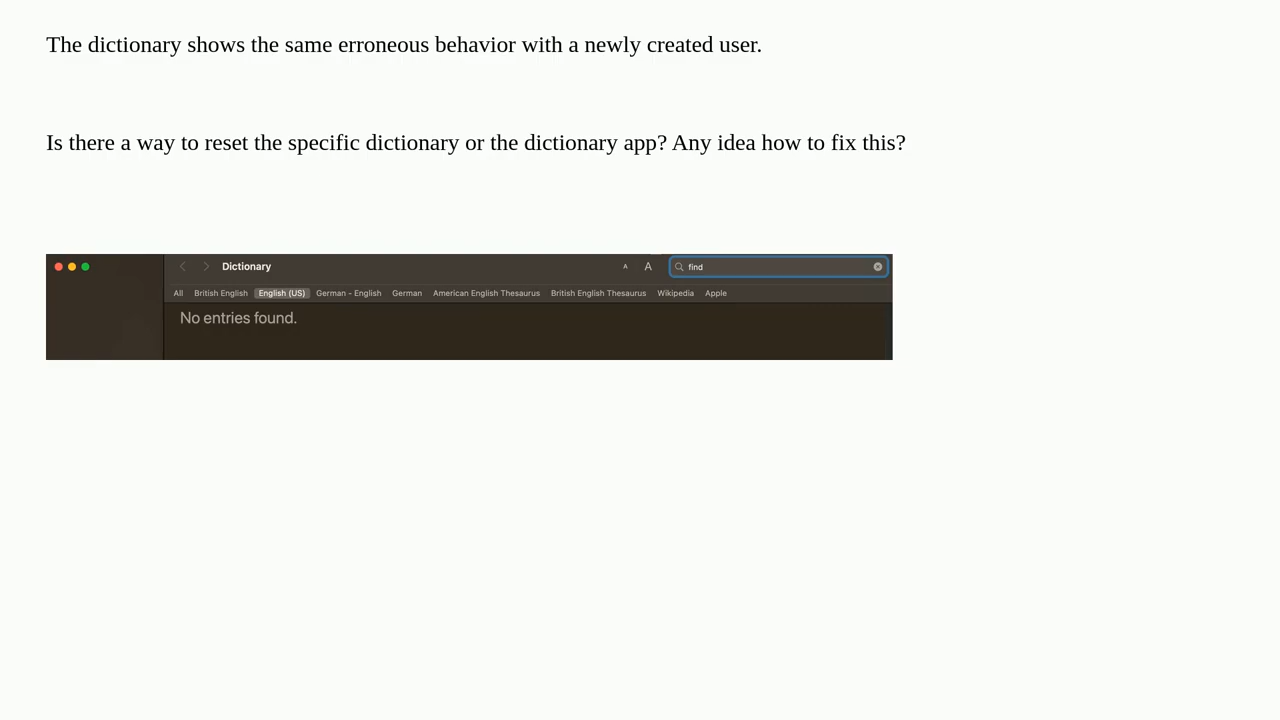 The dictionary shows the same erroneous behavior with a newly created user.
Is there a way to reset the specific dictionary or the dictionary app? Any idea how to fix this?
Dictionary A A find
All British English English (US) German - English German American English Thesaurus British English Thesaurus Wikipedia Apple
No entries found.